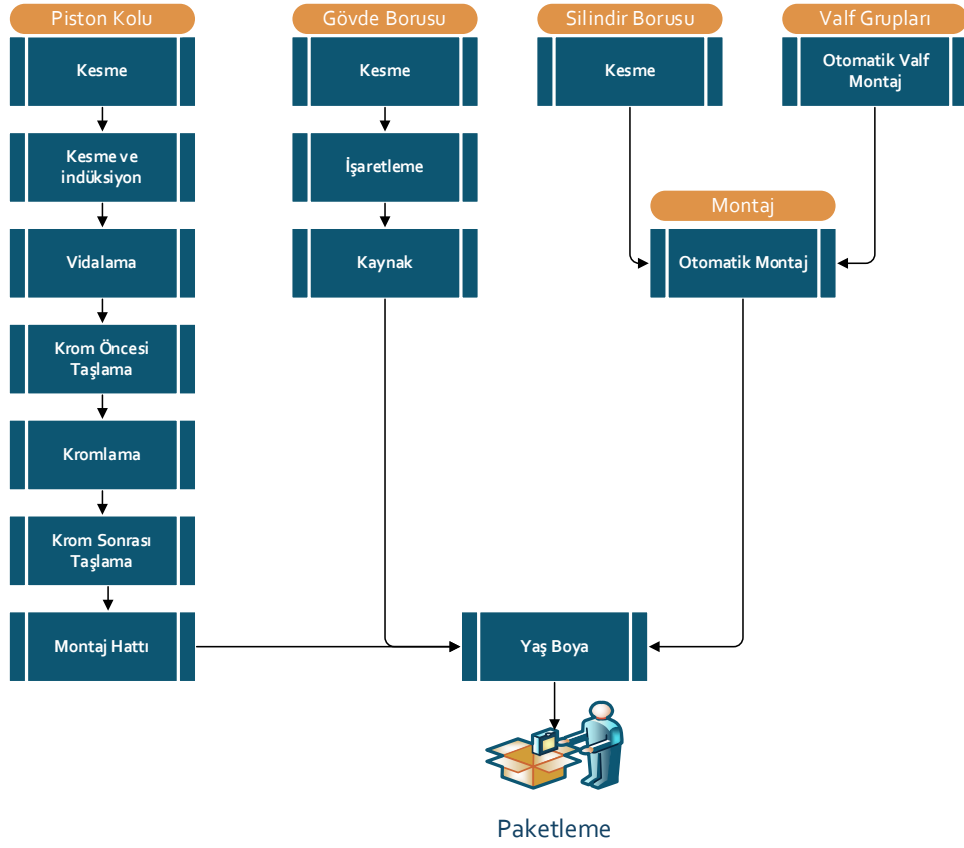 Piston Kolu
Kesme
Kesme ve
indüksiyon
Vidalama
Krom Öncesi
Taşlama
Kromlama
Krom Sonrası
Taşlama
Montaj Hattı
Gövde Borusu
Kesme
İşaretleme
Kaynak
Silindir Borusu
Kesme
Valf Grupları
Otomatik Valf
Montaj
Montaj
Otomatik Montaj
Yaş Boya
Paketleme